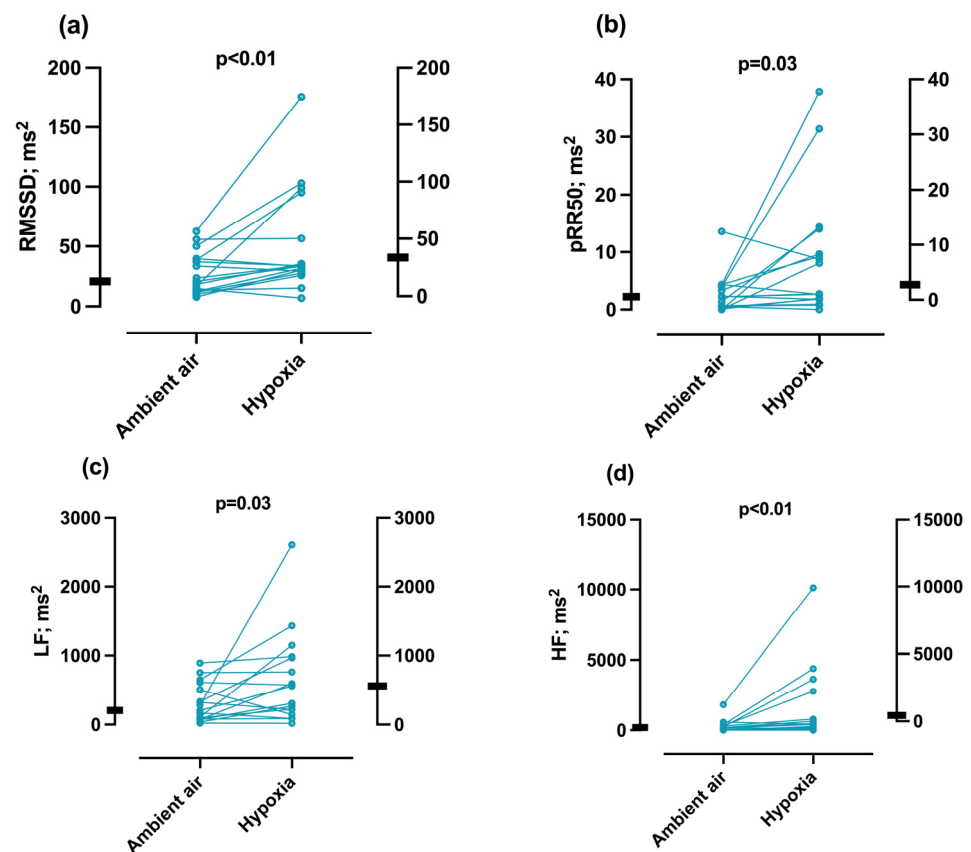 (a)
p<0.01
RMSSD; ms²
200
150
100
50
0
200
150
100
50
0
Ambient air
Hypoxia
(b)
p=0.03
pRR50; ms²
40
30
20
10
0
40
30
20
10
0
Ambient air
Hypoxia
(c)
p=0.03
LF; ms²
3000
2000
1000
0
3000
2000
1000
0
Ambient air
Hypoxia
(d)
p<0.01
HF; ms²
15000
10000
5000
0
15000
10000
5000
0
Ambient air
Hypoxia